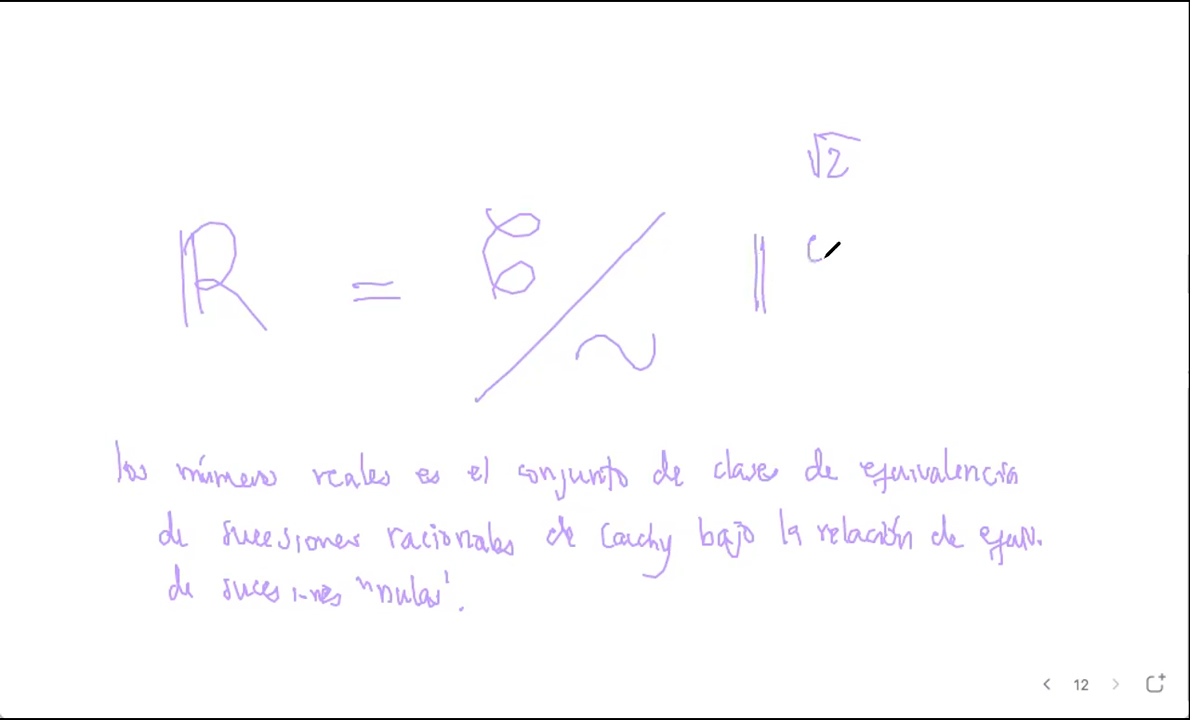 √2
ℝ = 𝒞/~ || C
los números reales es el conjunto de clase de equivalencia
de sucesiones racionales de Cauchy bajo la relación de equiv.
de sucesiones "nulas".
12